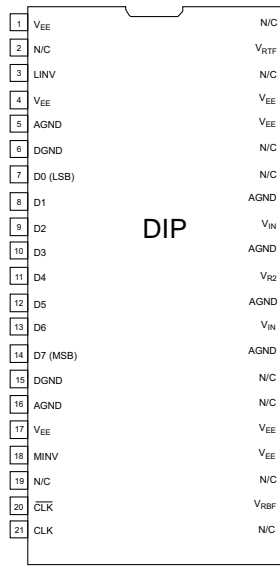 1 VEE N/C
2 N/C VRTF
3 LINV N/C
4 VEE VEE
5 AGND VEE
6 DGND N/C
7 D0 (LSB) N/C
8 D1 AGND
9 D2 DIP VIN
10 D3 AGND
11 D4 VR2
12 D5 AGND
13 D6 VIN
14 D7 (MSB) AGND
15 DGND N/C
16 AGND N/C
17 VEE VEE
18 MINV VEE
19 N/C N/C
20 CLK VRBF
21 CLK N/C